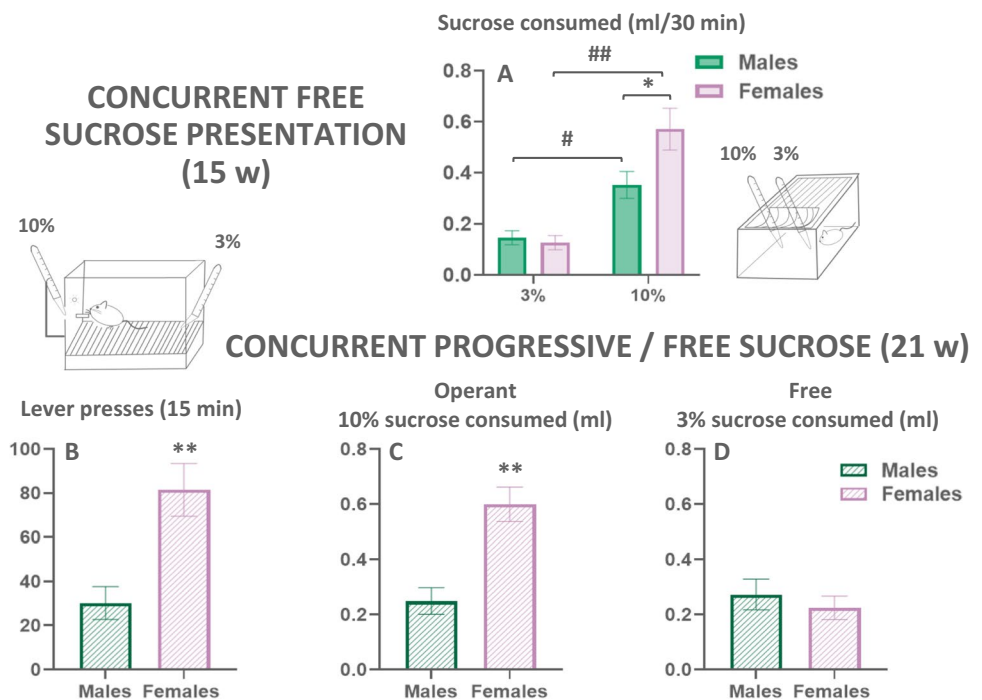 Sucrose consumed (ml/30 min)
CONCURRENT FREE
SUCROSE PRESENTATION
(15 w)
A
##
*
#
Males
Females
0.8
0.6
0.4
0.2
0.0
3%
10%
10% 3%
10%
3%
CONCURRENT PROGRESSIVE / FREE SUCROSE (21 w)
Lever presses (15 min)
B
**
100
80
60
40
20
0
Males Females
Operant
10% sucrose consumed (ml)
C
**
0.8
0.6
0.4
0.2
0.0
Males Females
Free
3% sucrose consumed (ml)
D
Males
Females
0.8
0.6
0.4
0.2
0.0
Males Females